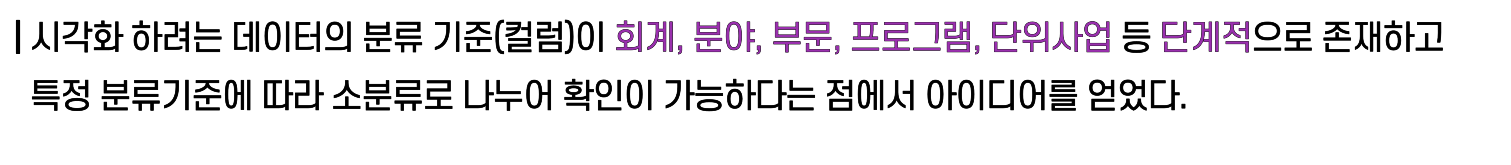 시각화 하려는 데이터의 분류 기준(컬럼)이 회계, 분야, 부문, 프로그램, 단위사업 등 단계적으로 존재하고
특정 분류기준에 따라 소분류로 나누어 확인이 가능하다는 점에서 아이디어를 얻었다.